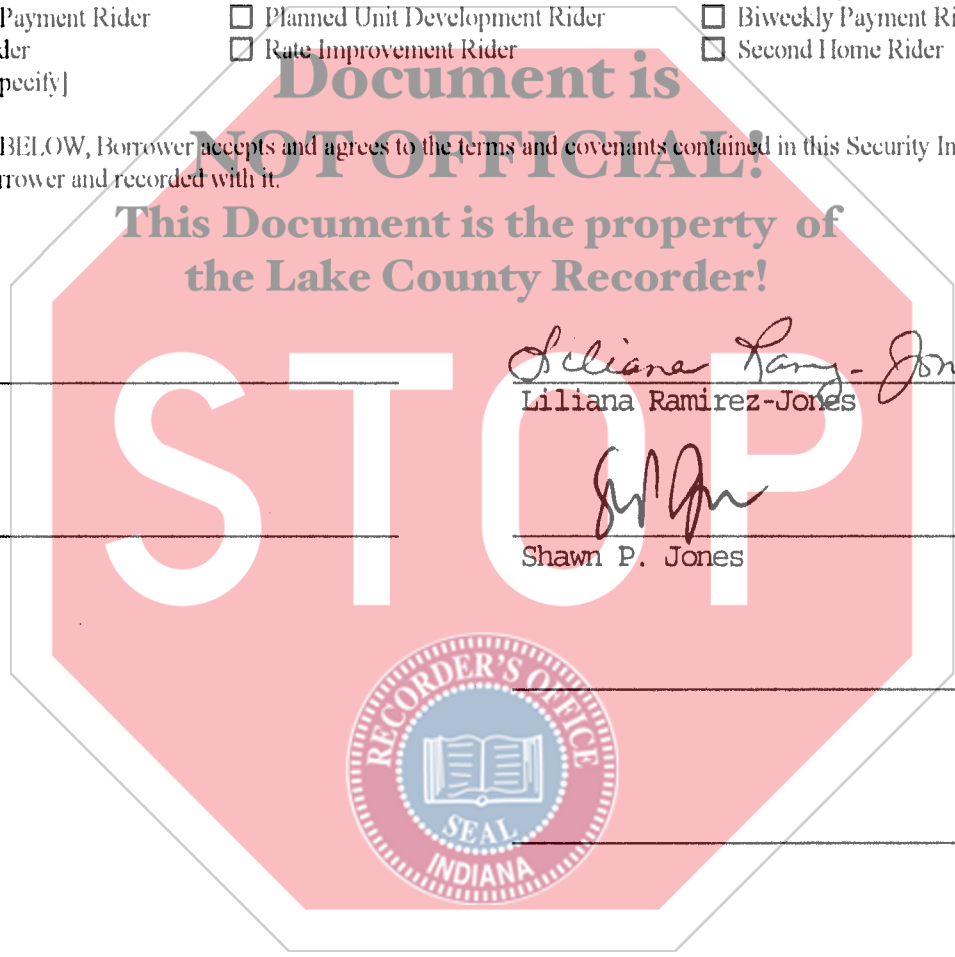 Payment Rider ☐ Planned Unit Development Rider ☐ Biweekly Payment Ri
der ☐ Rate Improvement Rider ☐ Second Home Rider
pecify]
Document is
BELOW, Borrower accepts and agrees to the terms and covenants contained in this Security In
NOT OFFICIAL!
rrower and recorded with it.
This Document is the property of
the Lake County Recorder!
STOP
Liliana Ramirez-Jones
Shawn P. Jones
RECORDER'S OFFICE
SEAL
INDIANA